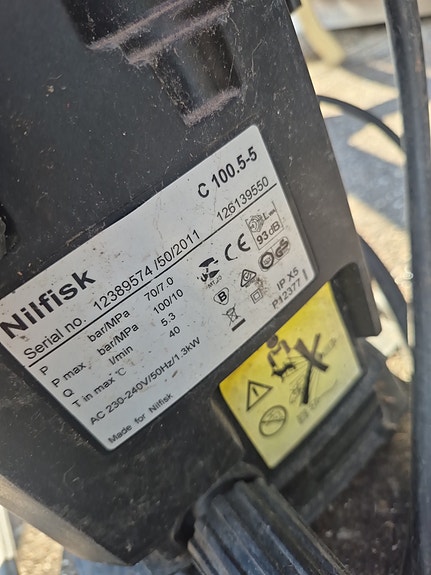 C 100.5-5
Nilfisk
Serial no. 12389574 /50/2011 126139550
P bar/MPa 70/7.0
P max bar/MPa 100/10
Q l/min 5.3
T in max °C 40
AC 230-240V/50Hz/1.3kW
Made for Nilfisk
93dB
IP X5
P12377